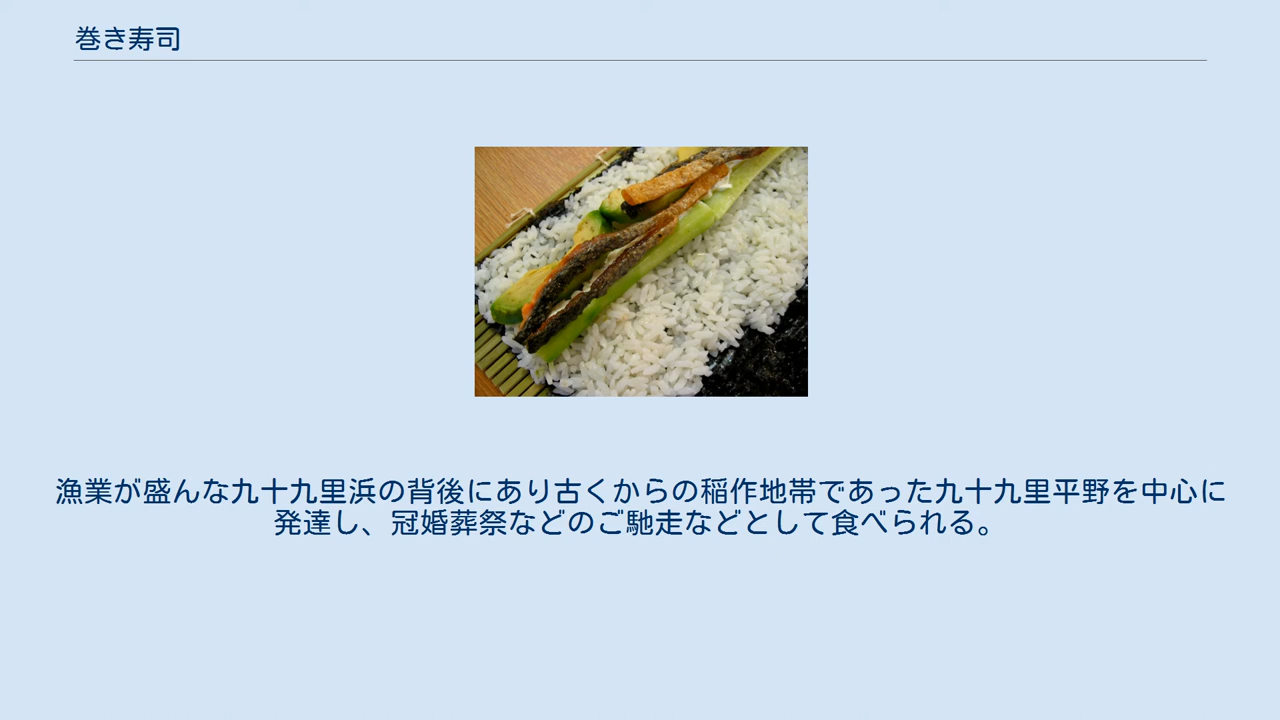 巻き寿司
漁業が盛んな九十九里浜の背後にあり古くからの稲作地帯であった九十九里平野を中心に
発達し、冠婚葬祭などのご馳走などとして食べられる。